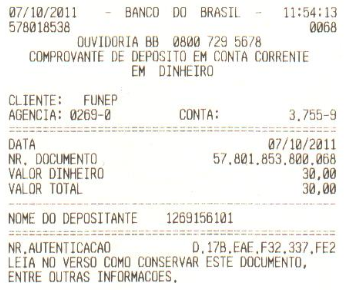 07/10/2011 - BANCO DO BRASIL - 11:54:13
578018538 0068
OUVIDORIA BB 0800 729 5678
COMPROVANTE DE DEPOSITO EM CONTA CORRENTE
EM DINHEIRO
CLIENTE: FUNEP
AGENCIA: 0269-0 CONTA: 3.755-9
DATA 07/10/2011
NR. DOCUMENTO 57.801.853.800.068
VALOR DINHEIRO 30,00
VALOR TOTAL 30,00
NOME DO DEPOSITANTE 1269156101
NR.AUTENTICACAO D.17B.EAE.F32.337.FE2
LEIA NO VERSO COMO CONSERVAR ESTE DOCUMENTO,
ENTRE OUTRAS INFORMACOES.